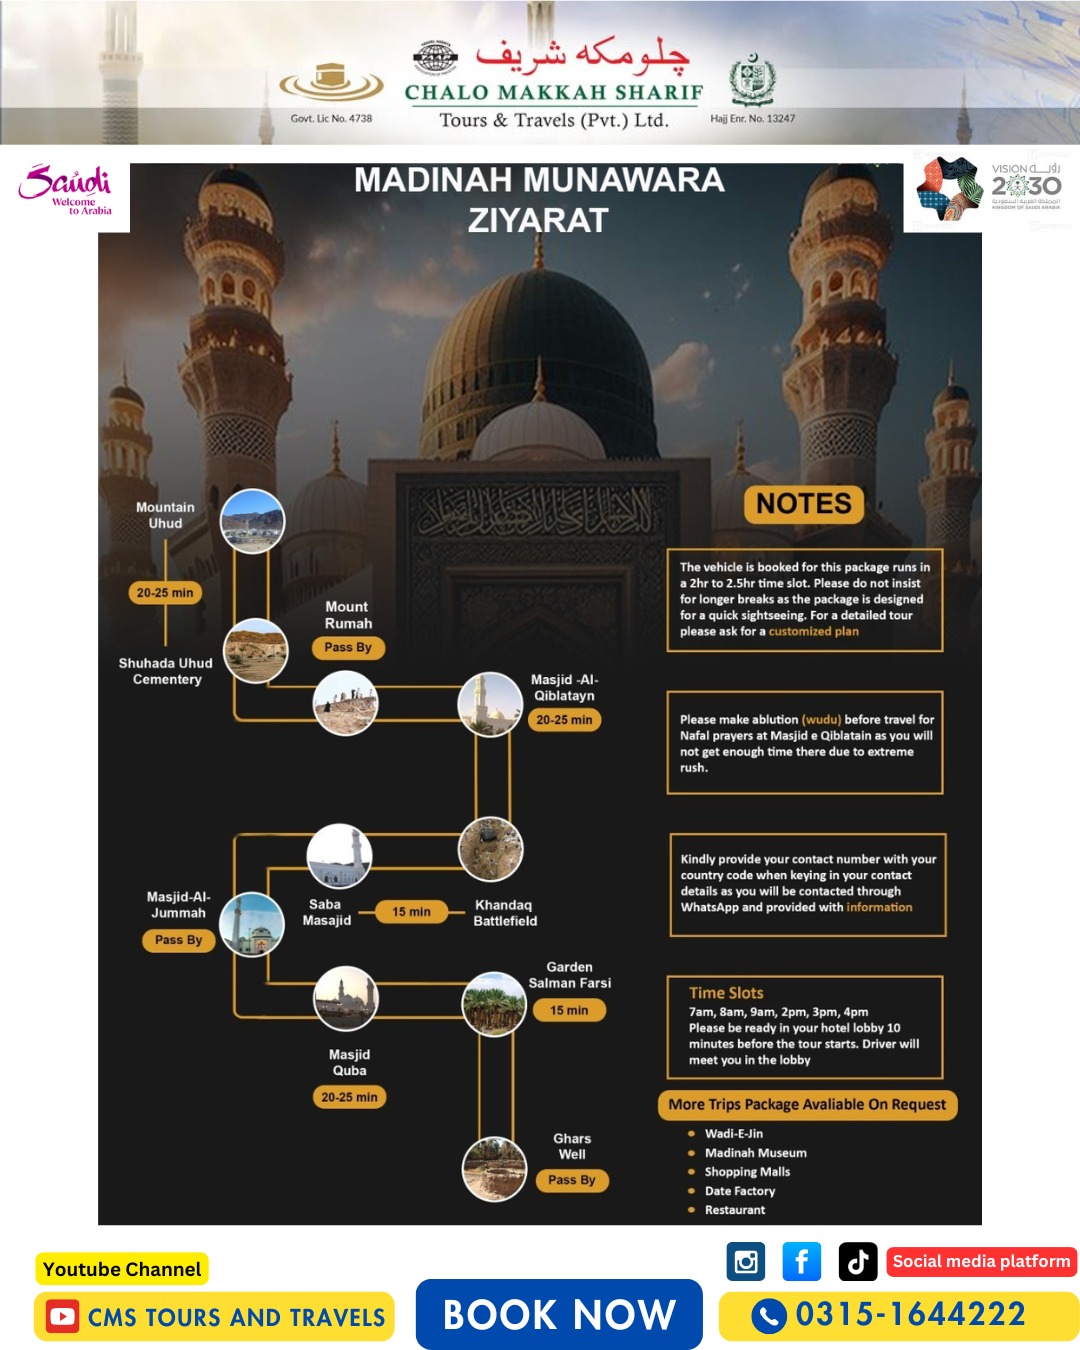 چلو مکه شریف
CHALO MAKKAH SHARIF
Tours & Travels (Pvt.) Ltd.
Govt. Lic No. 4738
Hajj Enr. No. 13247
Saudi
Welcome
to Arabia
VISION رؤيـــة
2030
المملكة العربية السعودية
KINGDOM OF SAUDI ARABIA
MADINAH MUNAWARA
ZIYARAT
Mountain
Uhud
20-25 min
Shuhada Uhud
Cementery
Mount
Rumah
Pass By
Masjid -Al-
Qiblatayn
20-25 min
Saba
Masajid
15 min
Khandaq
Battlefield
Masjid-Al-
Jummah
Pass By
Garden
Salman Farsi
15 min
Masjid
Quba
20-25 min
Ghars
Well
Pass By
NOTES
The vehicle is booked for this package runs in
a 2hr to 2.5hr time slot. Please do not insist
for longer breaks as the package is designed
for a quick sightseeing. For a detailed tour
please ask for a customized plan
Please make ablution (wudu) before travel for
Nafal prayers at Masjid e Qiblatain as you will
not get enough time there due to extreme
rush.
Kindly provide your contact number with your
country code when keying in your contact
details as you will be contacted through
WhatsApp and provided with information
Time Slots
7am, 8am, 9am, 2pm, 3pm, 4pm
Please be ready in your hotel lobby 10
minutes before the tour starts. Driver will
meet you in the lobby
More Trips Package Avaliable On Request
Wadi-E-Jin
Madinah Museum
Shopping Malls
Date Factory
Restaurant
Youtube Channel
CMS TOURS AND TRAVELS
BOOK NOW
Social media platform
0315-1644222